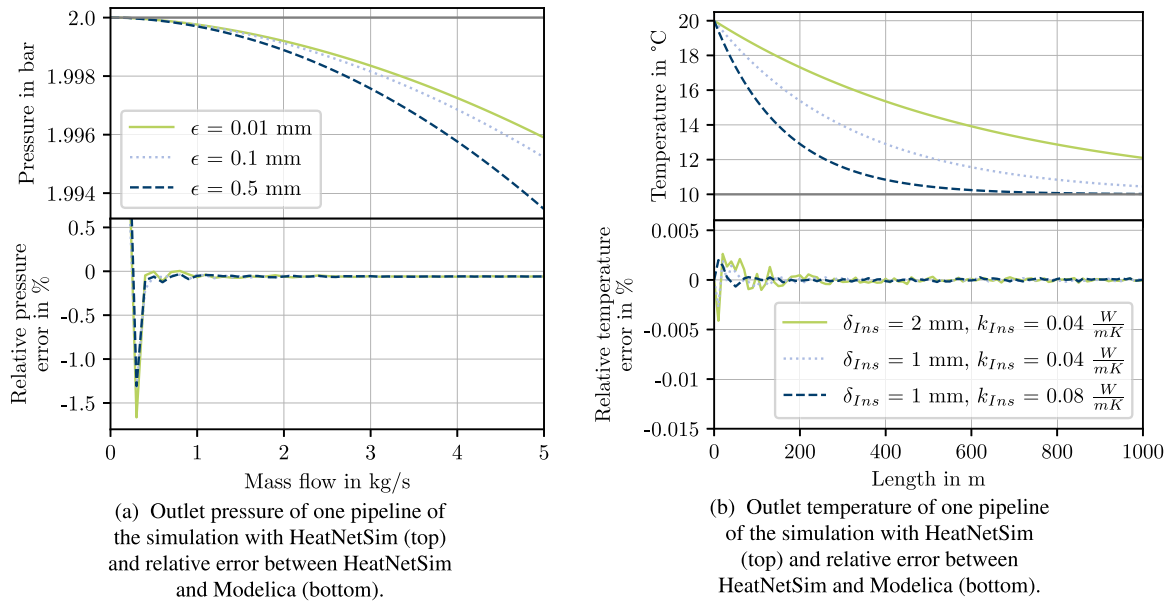 2.0
1.998
1.996
1.994
Pressure in bar
ϵ = 0.01 mm
ϵ = 0.1 mm
ϵ = 0.5 mm
0.5
0
-0.5
-1.0
-1.5
Relative pressure
error in %
0 1 2 3 4 5
Mass flow in kg/s
(a) Outlet pressure of one pipeline of
the simulation with HeatNetSim (top)
and relative error between HeatNetSim
and Modelica (bottom).
20
18
16
14
12
10
Temperature in °C
0.005
0.000
-0.005
-0.01
-0.015
Relative temperature
error in %
δ_Ins = 2 mm, k_Ins = 0.04 W/mK
δ_Ins = 1 mm, k_Ins = 0.04 W/mK
δ_Ins = 1 mm, k_Ins = 0.08 W/mK
0 200 400 600 800 1000
Length in m
(b) Outlet temperature of one pipeline
of the simulation with HeatNetSim
(top) and relative error between
HeatNetSim and Modelica (bottom).